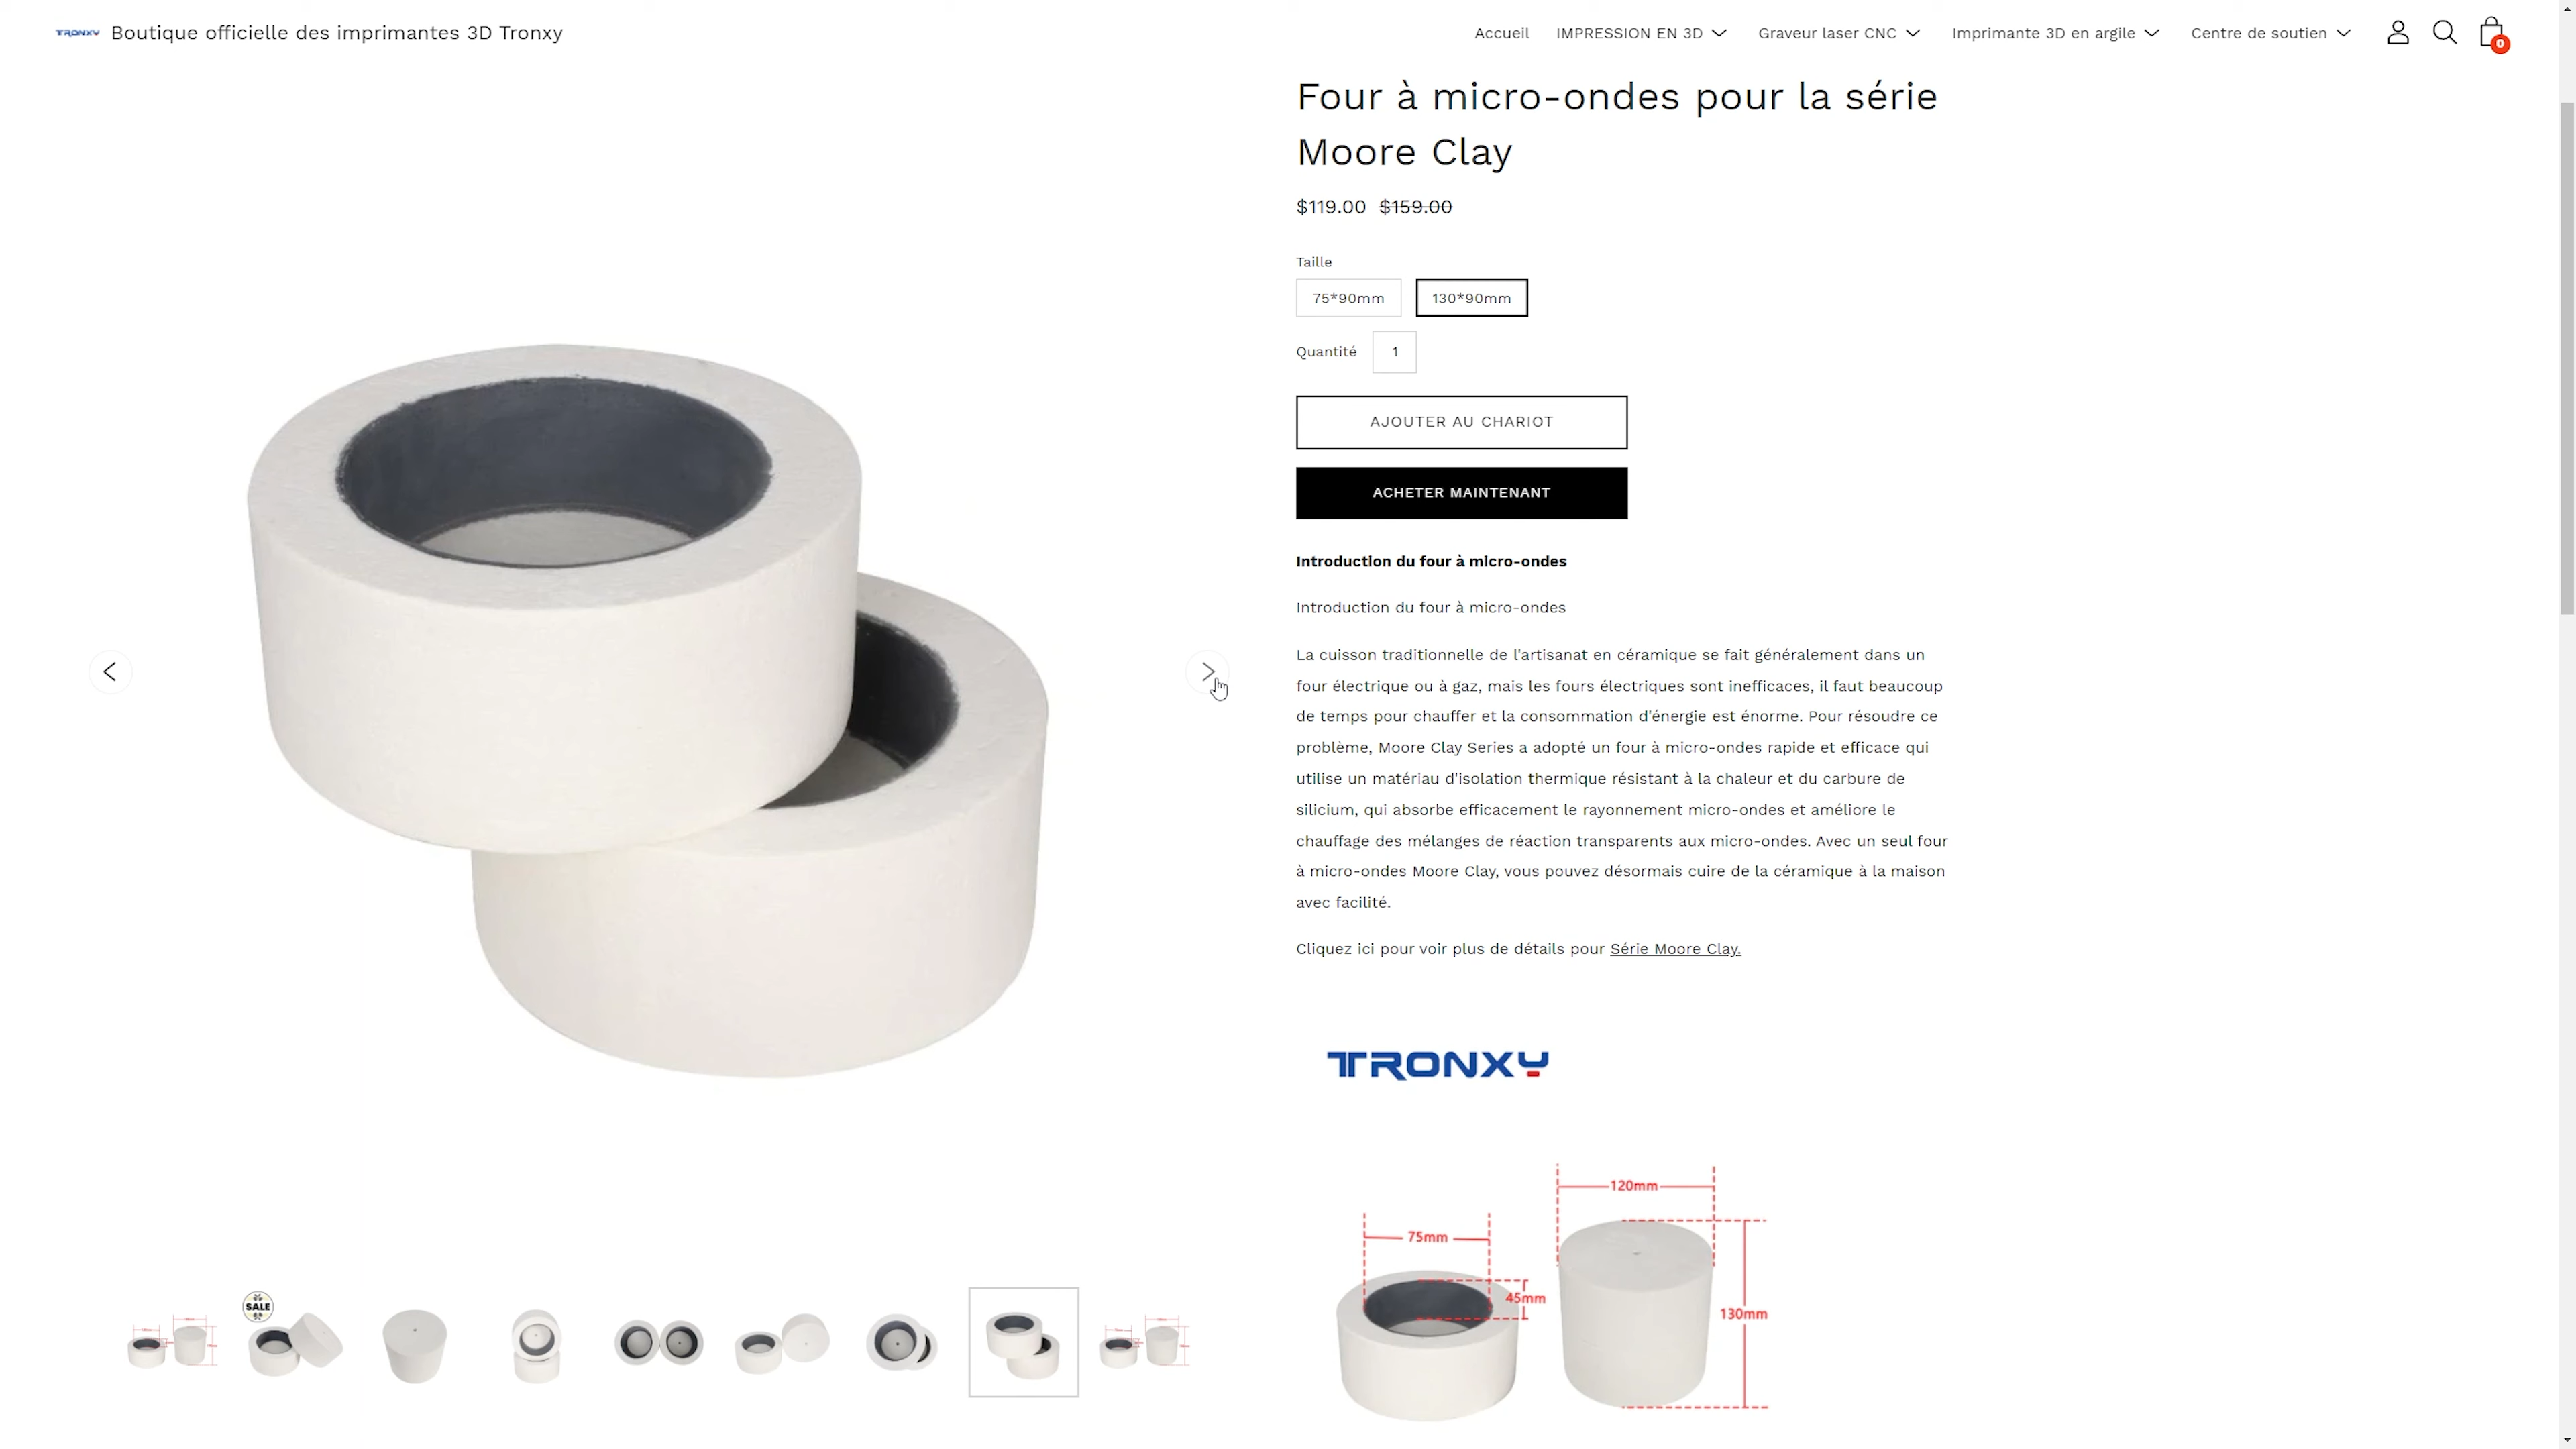 TRONXY Boutique officielle des imprimantes 3D Tronxy
Accueil IMPRESSION EN 3D Graveur laser CNC Imprimante 3D en argile Centre de soutien 0
Four à micro-ondes pour la série
Moore Clay
$119.00 $159.00
Taille
75*90mm 130*90mm
Quantité 1
AJOUTER AU CHARIOT
ACHETER MAINTENANT
Introduction du four à micro-ondes
Introduction du four à micro-ondes
La cuisson traditionnelle de l'artisanat en céramique se fait généralement dans un
four électrique ou à gaz, mais les fours électriques sont inefficaces, il faut beaucoup
de temps pour chauffer et la consommation d'énergie est énorme. Pour résoudre ce
problème, Moore Clay Series a adopté un four à micro-ondes rapide et efficace qui
utilise un matériau d'isolation thermique résistant à la chaleur et du carbure de
silicium, qui absorbe efficacement le rayonnement micro-ondes et améliore le
chauffage des mélanges de réaction transparents aux micro-ondes. Avec un seul four
à micro-ondes Moore Clay, vous pouvez désormais cuire de la céramique à la maison
avec facilité.
Cliquez ici pour voir plus de détails pour Série Moore Clay.
TRONXY
120mm
75mm
45mm
130mm
SALE